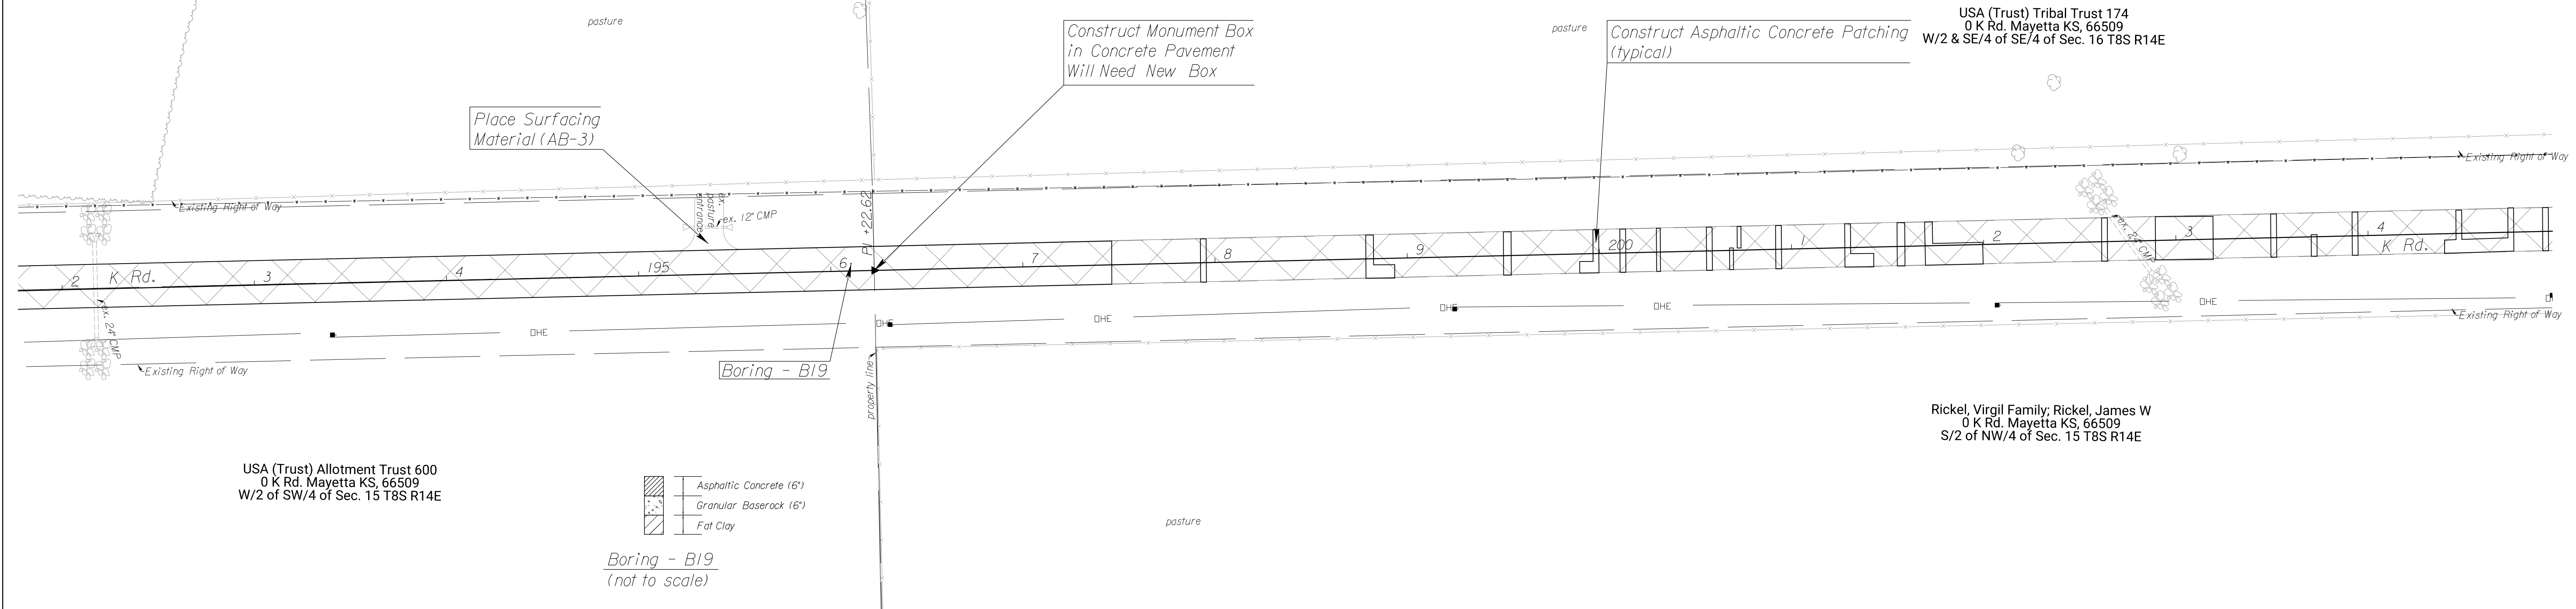 pasture
Construct Monument Box
in Concrete Pavement
Will Need New Box
pasture
Construct Asphaltic Concrete Patching
(typical)
USA (Trust) Tribal Trust 174
0 K Rd. Mayetta KS, 66509
W/2 & SE/4 of SE/4 of Sec. 16 T8S R14E
Place Surfacing
Material (AB-3)
Existing Right of Way
Existing Right of Way
ex.
pasture
entrance
ex. 12" CMP
PI +22.62
ex. 24" CMP
2
K Rd.
3
4
195
6
7
8
9
200
1
2
3
4
K Rd.
ex. 24" CMP
▯HE
▯HE
▯HE
▯HE
▯HE
▯HE
Existing Right of Way
Existing Right of Way
Boring - B19
property line
Rickel, Virgil Family; Rickel, James W
0 K Rd. Mayetta KS, 66509
S/2 of NW/4 of Sec. 15 T8S R14E
USA (Trust) Allotment Trust 600
0 K Rd. Mayetta KS, 66509
W/2 of SW/4 of Sec. 15 T8S R14E
Asphaltic Concrete (6")
Granular Baserock (6")
Fat Clay
pasture
Boring - B19
(not to scale)